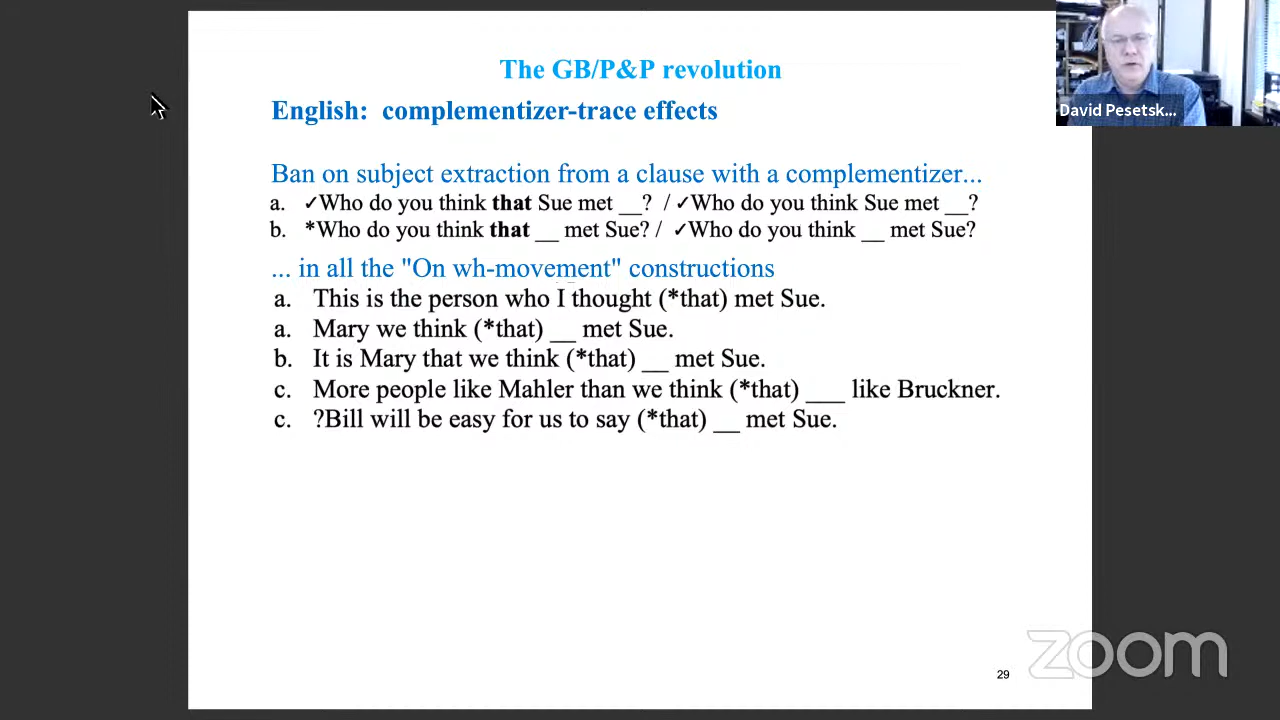 The GB/P&P revolution
English: complementizer-trace effects
Ban on subject extraction from a clause with a complementizer...
a. ✓Who do you think that Sue met __? / ✓Who do you think Sue met __?
b. *Who do you think that __ met Sue? / ✓Who do you think __ met Sue?
... in all the "On wh-movement" constructions
a. This is the person who I thought (*that) met Sue.
a. Mary we think (*that) __ met Sue.
b. It is Mary that we think (*that) __ met Sue.
c. More people like Mahler than we think (*that) ___ like Bruckner.
c. ?Bill will be easy for us to say (*that) __ met Sue.
29
David Pesetsk...
zoom